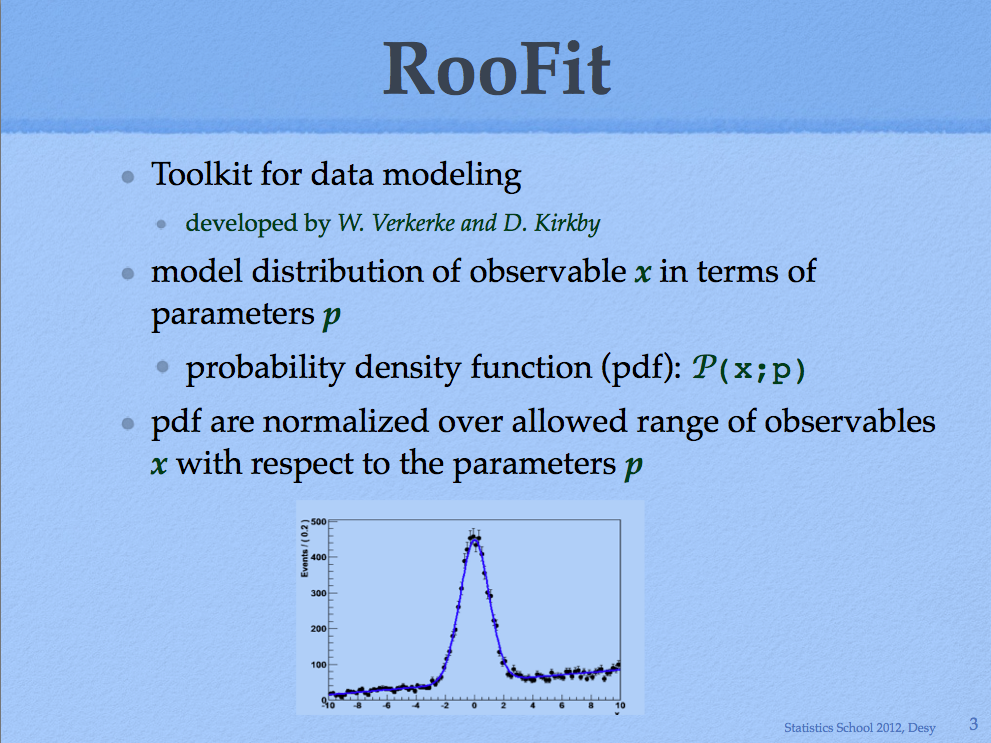 RooFit
Toolkit for data modeling
developed by W. Verkerke and D. Kirkby
model distribution of observable x in terms of
parameters p
probability density function (pdf): 𝒫(x;p)
pdf are normalized over allowed range of observables
x with respect to the parameters p
Events / ( 0.2 )
500
400
300
200
100
0
-10 -8 -6 -4 -2 0 2 4 6 8 10
Statistics School 2012, Desy 3